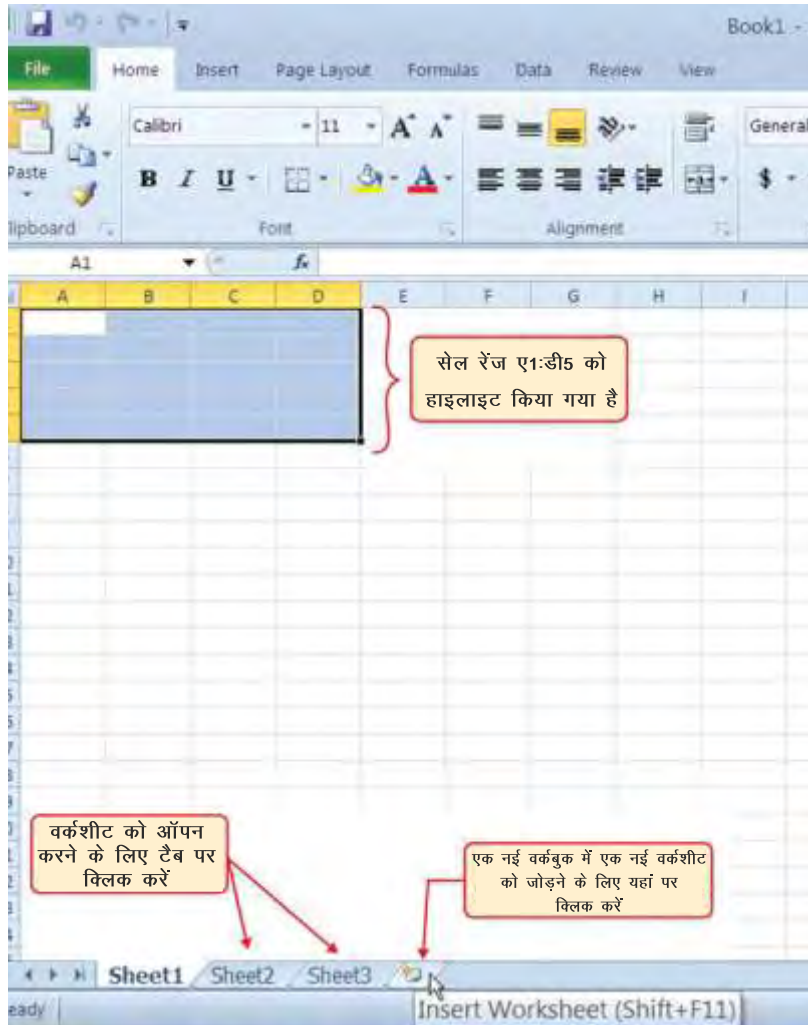 Book1 -
File Home Insert Page Layout Formulas Data Review View
Calibri 11 A A General
Paste B I U A $
Clipboard Font Alignment
A1 fx
A B C D E F G H I
सेल रेंज ए1:डी5 को
हाइलाइट किया गया है
वर्कशीट को ऑपन
करने के लिए टैब पर
क्लिक करें
एक नई वर्कबुक में एक नई वर्कशीट
को जोड़ने के लिए यहां पर
क्लिक करें
Sheet1 Sheet2 Sheet3
eady Insert Worksheet (Shift+F11)